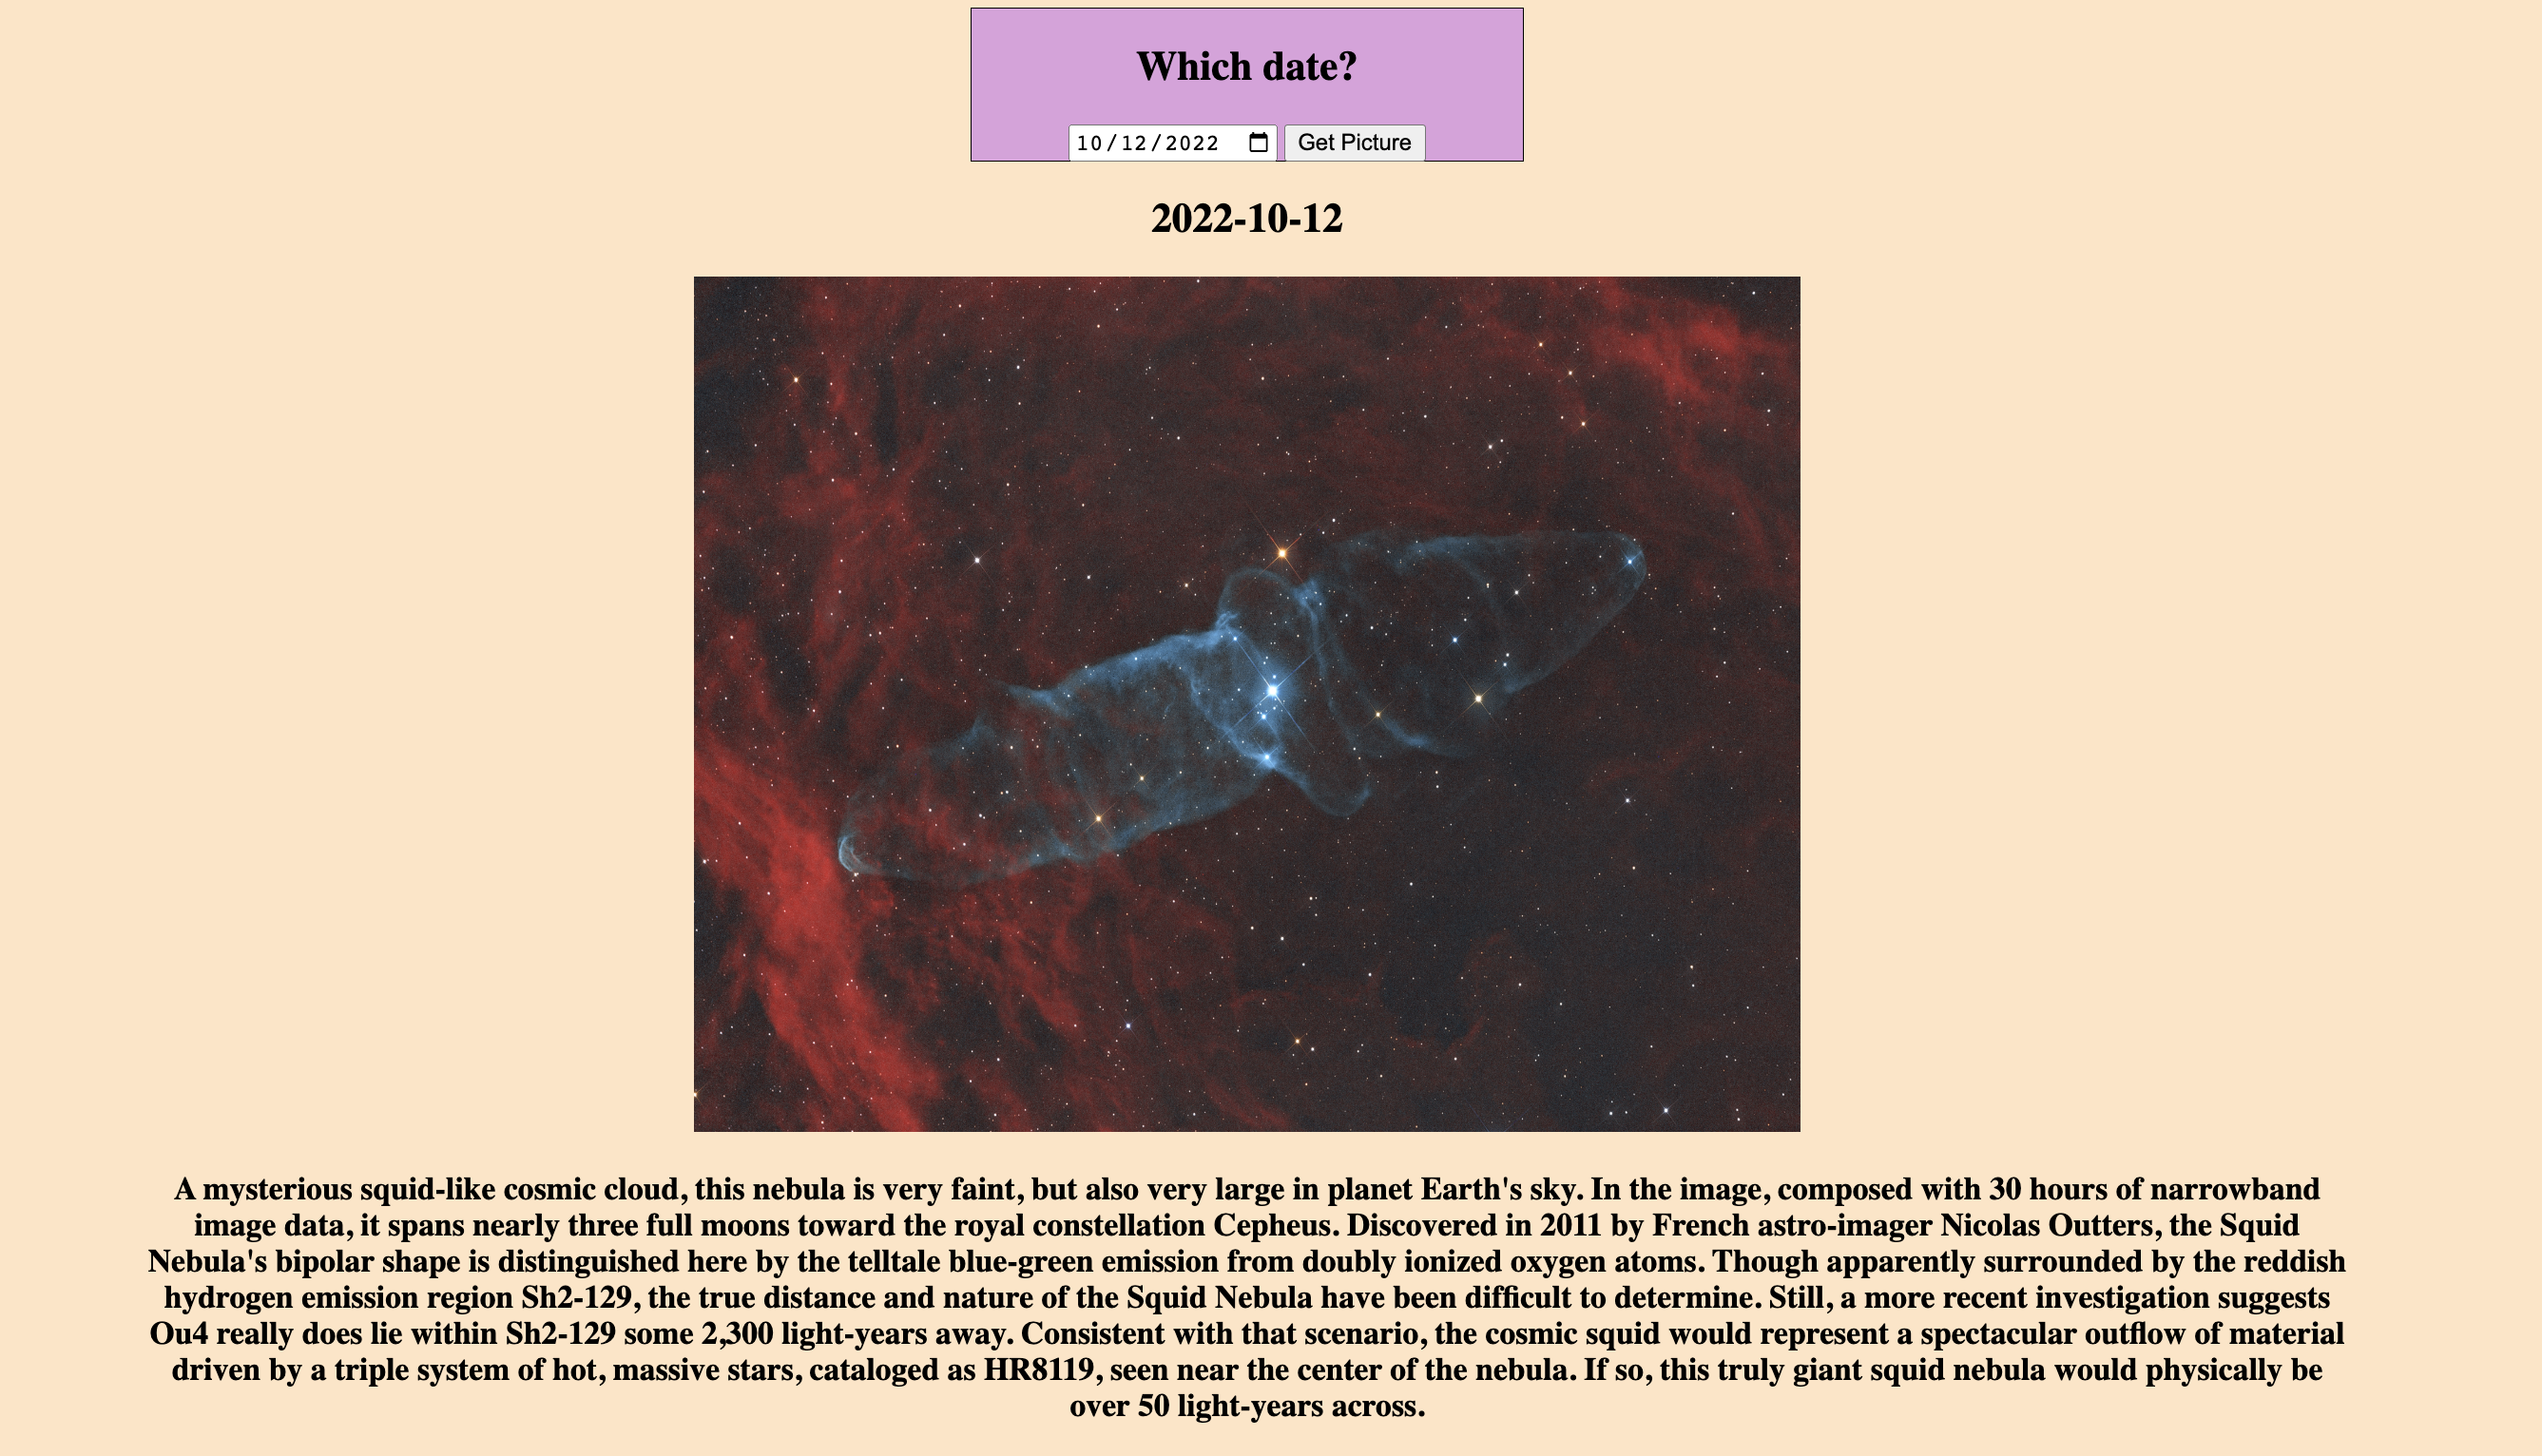 Which date?
10/12/2022 Get Picture
2022-10-12
A mysterious squid-like cosmic cloud, this nebula is very faint, but also very large in planet Earth's sky. In the image, composed with 30 hours of narrowband
image data, it spans nearly three full moons toward the royal constellation Cepheus. Discovered in 2011 by French astro-imager Nicolas Outters, the Squid
Nebula's bipolar shape is distinguished here by the telltale blue-green emission from doubly ionized oxygen atoms. Though apparently surrounded by the reddish
hydrogen emission region Sh2-129, the true distance and nature of the Squid Nebula have been difficult to determine. Still, a more recent investigation suggests
Ou4 really does lie within Sh2-129 some 2,300 light-years away. Consistent with that scenario, the cosmic squid would represent a spectacular outflow of material
driven by a triple system of hot, massive stars, cataloged as HR8119, seen near the center of the nebula. If so, this truly giant squid nebula would physically be
over 50 light-years across.